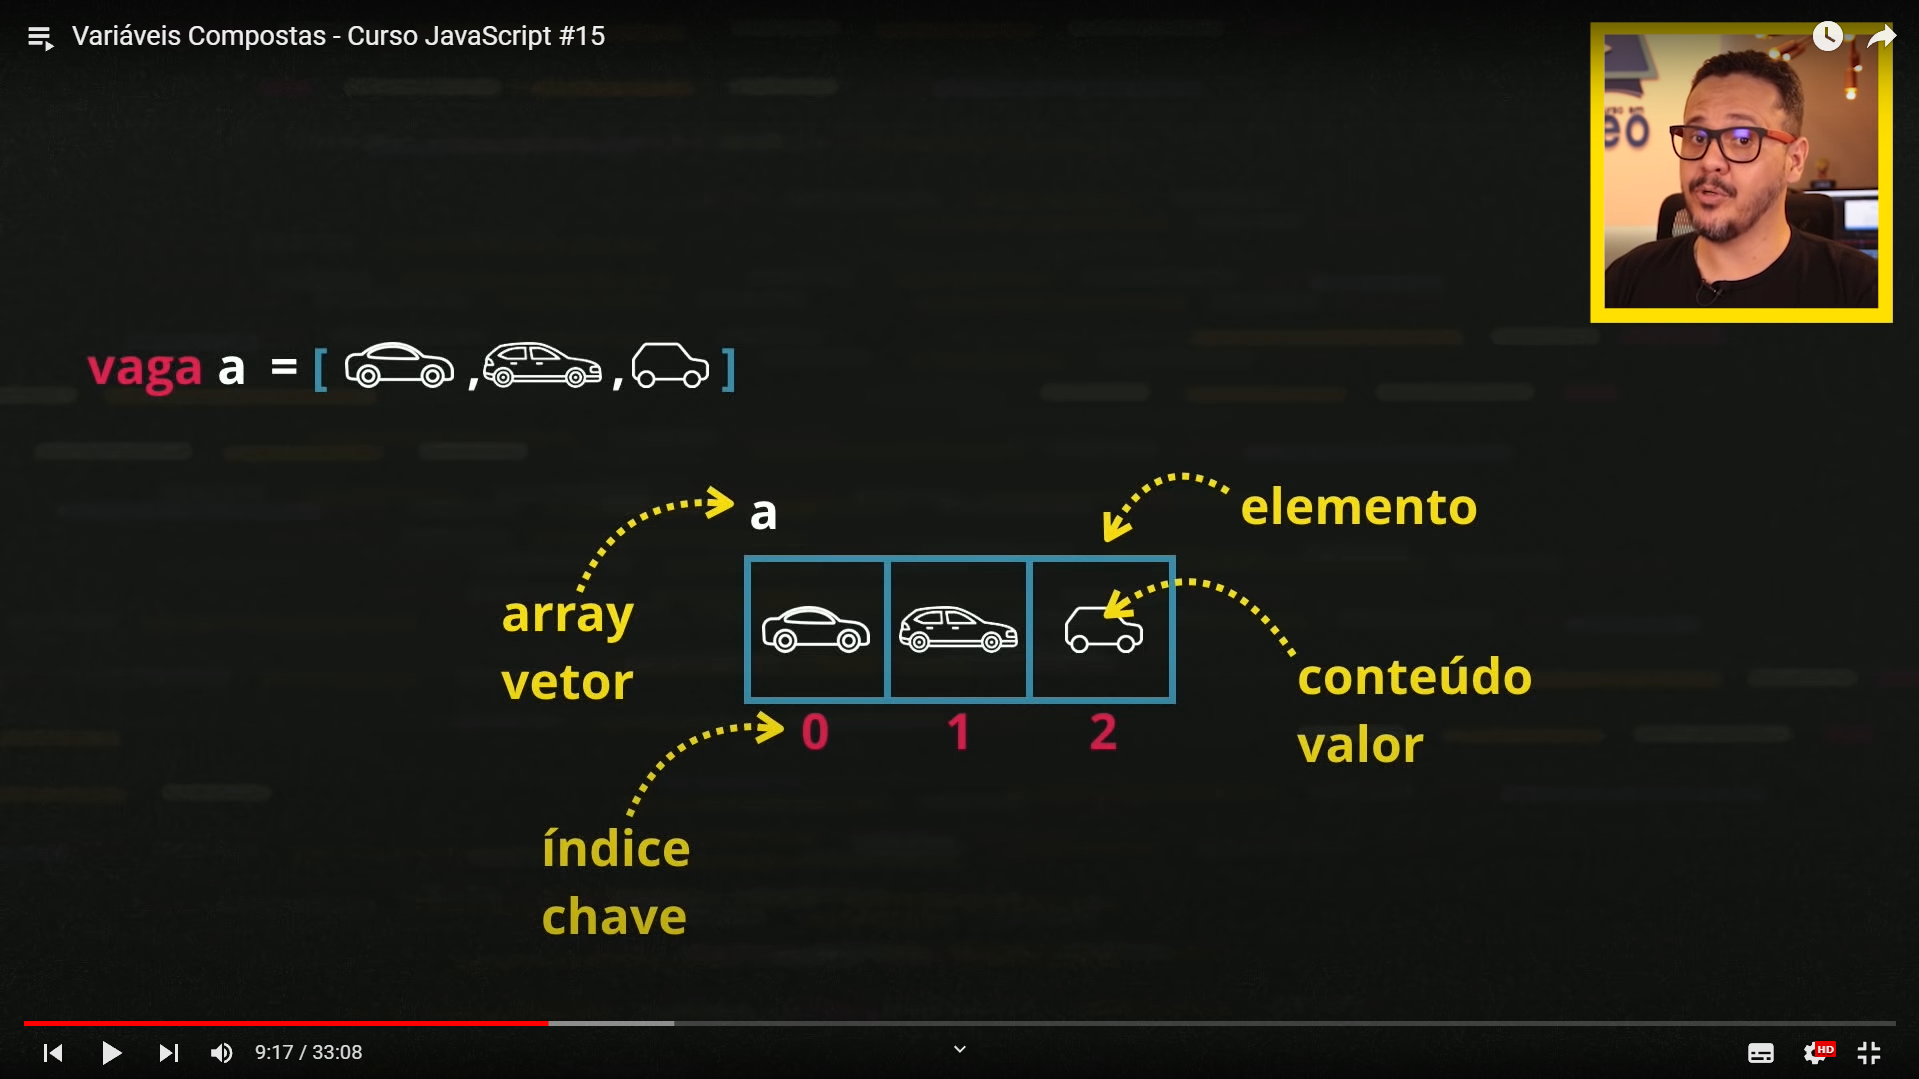 Variáveis Compostas - Curso JavaScript #15
eo
vaga a = [ , , ]
a
elemento
array
vetor
conteúdo
valor
0 1 2
índice
chave
9:17 / 33:08
HD